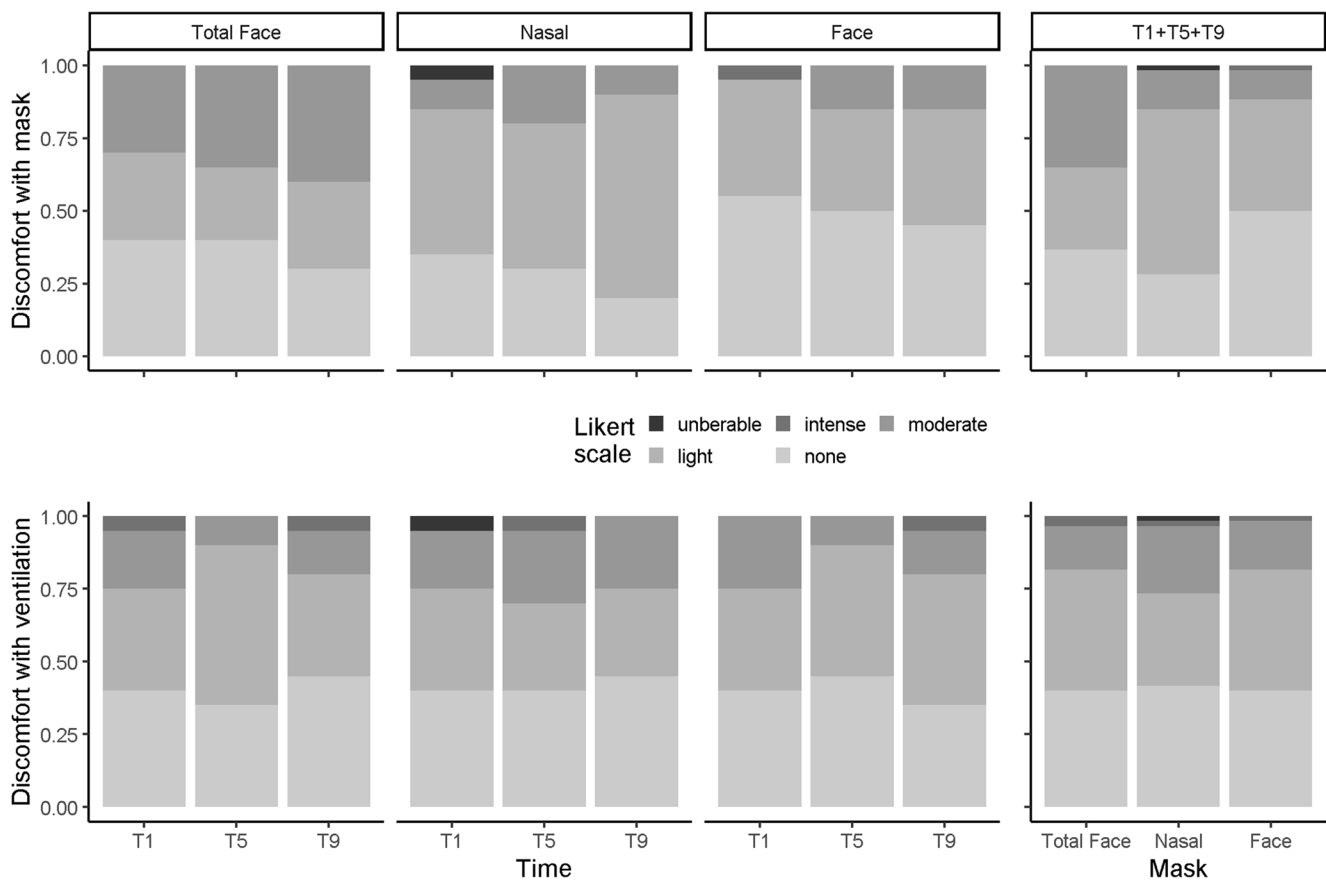 Total Face
Nasal
Face
T1+T5+T9
Discomfort with mask
1.00
0.75
0.50
0.25
0.00
Likert
scale
unberable
intense
moderate
light
none
Discomfort with ventilation
1.00
0.75
0.50
0.25
0.00
T1
T5
T9
T1
T5
T9
T1
T5
T9
Total Face
Nasal
Face
Time
Mask